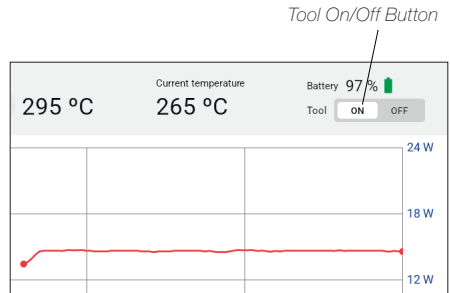 Tool On/Off Button
Current temperature
Battery 97 %
295 ºC
265 ºC
Tool ON OFF
24 W
18 W
12 W